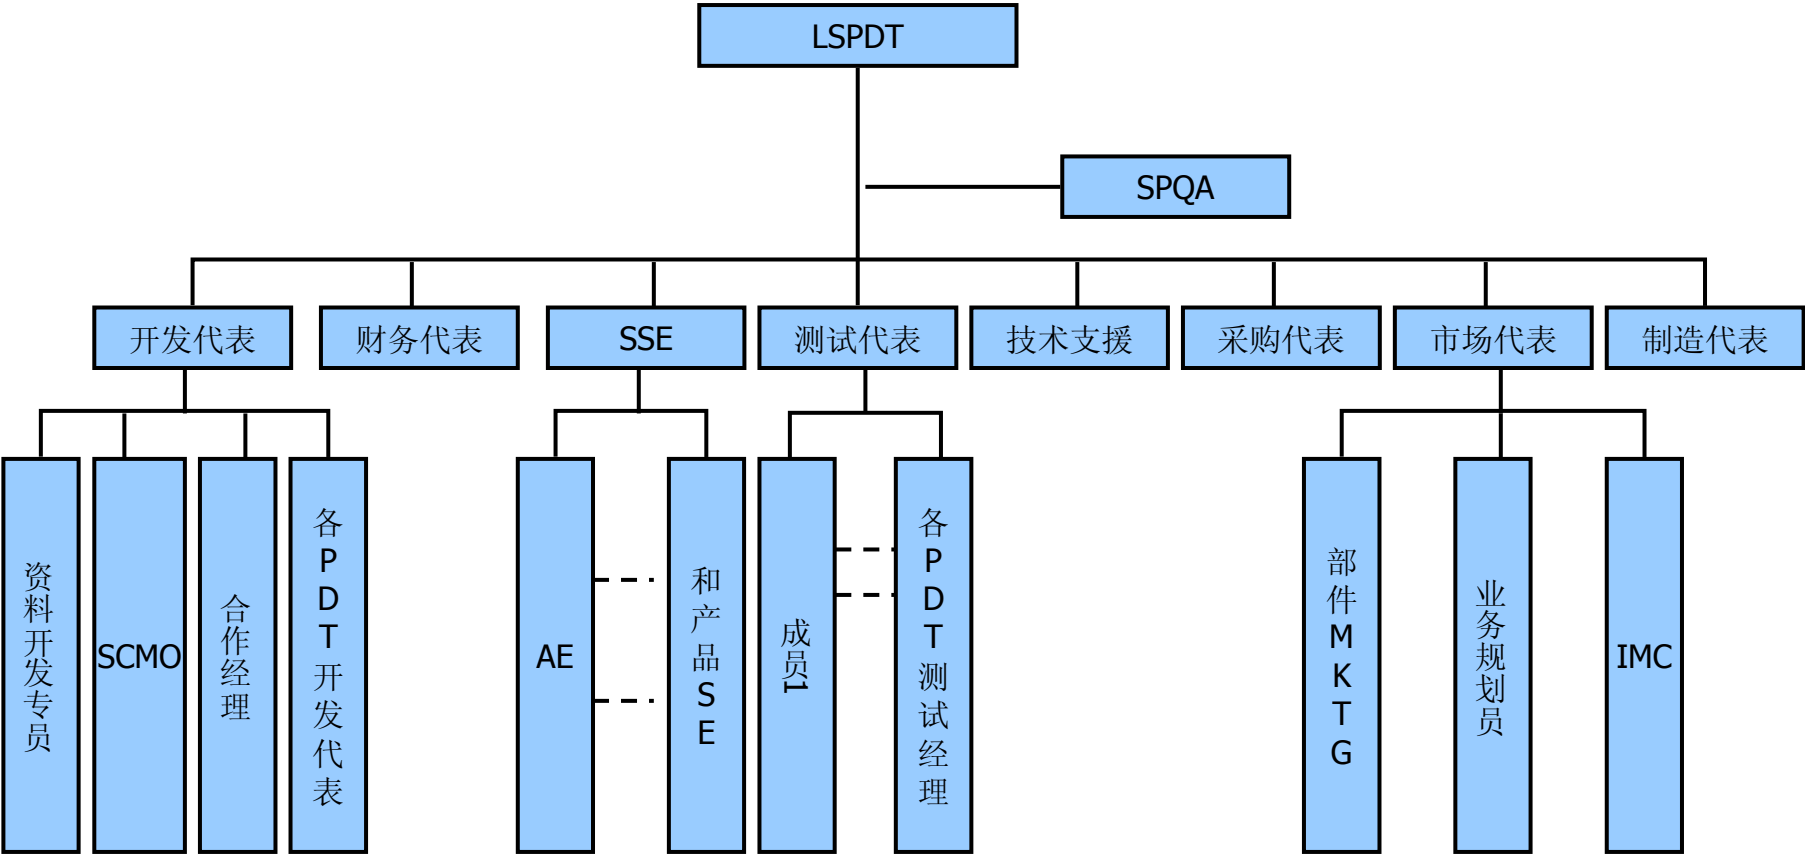 LSPDT
SPQA
开发代表
财务代表
SSE
测试代表
技术支援
采购代表
市场代表
制造代表
资料开发专员
SCMO
合作经理
各PDT开发代表
AE
和产品SE
成员1
各PDT测试经理
部件MKTG
业务规划员
IMC